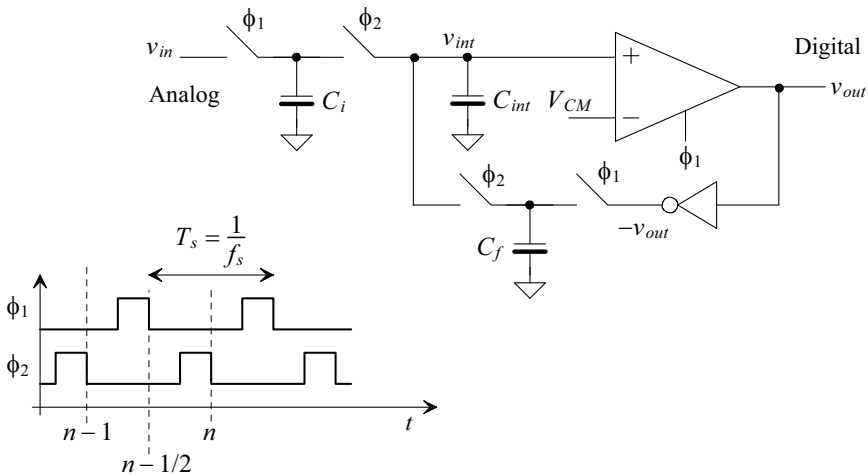 ϕ1
ϕ2
vin
vint
Digital
Analog
Ci
Cint
VCM
+
−
vout
ϕ1
ϕ2
ϕ1
−vout
Cf
Ts = 1/fs
ϕ1
ϕ2
n − 1
n
t
n − 1/2